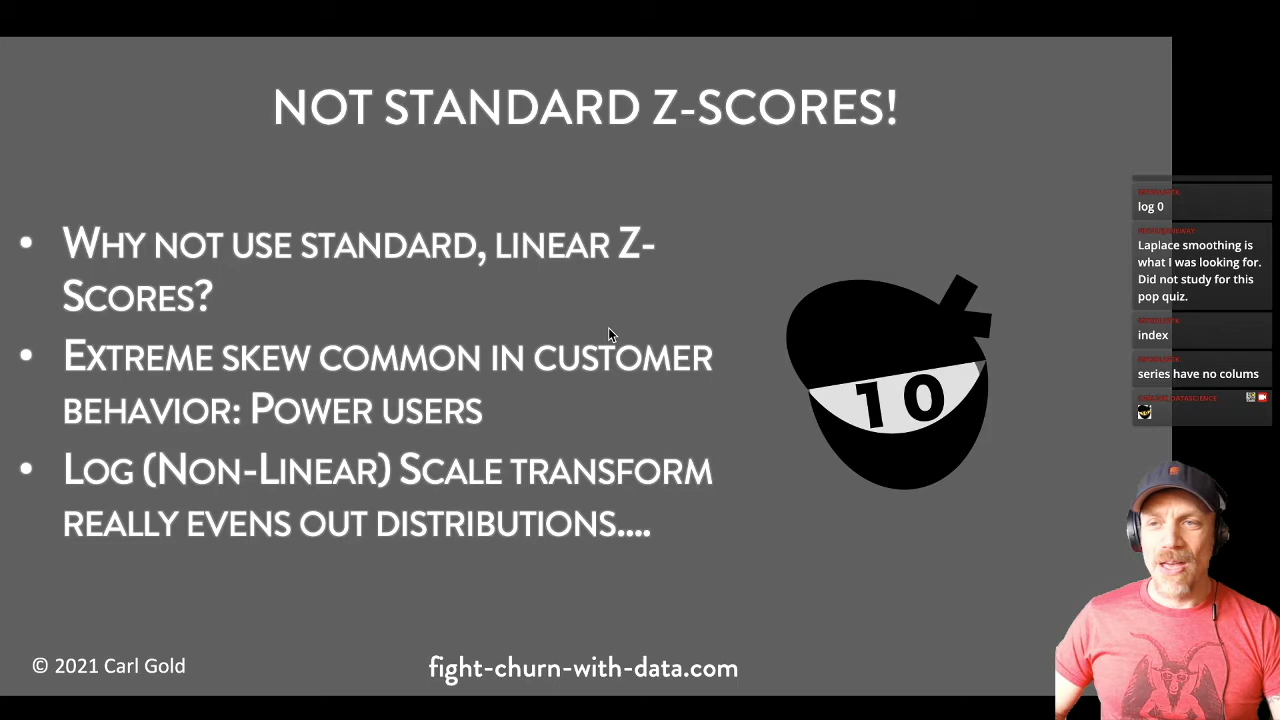 NOT STANDARD Z-SCORES!
• WHY NOT USE STANDARD, LINEAR Z-
SCORES?
• EXTREME SKEW COMMON IN CUSTOMER
BEHAVIOR: POWER USERS
• LOG (NON-LINEAR) SCALE TRANSFORM
REALLY EVENS OUT DISTRIBUTIONS....
10
© 2021 Carl Gold
fight-churn-with-data.com
log 0
Laplace smoothing is
what I was looking for.
Did not study for this
pop quiz.
index
series have no colums